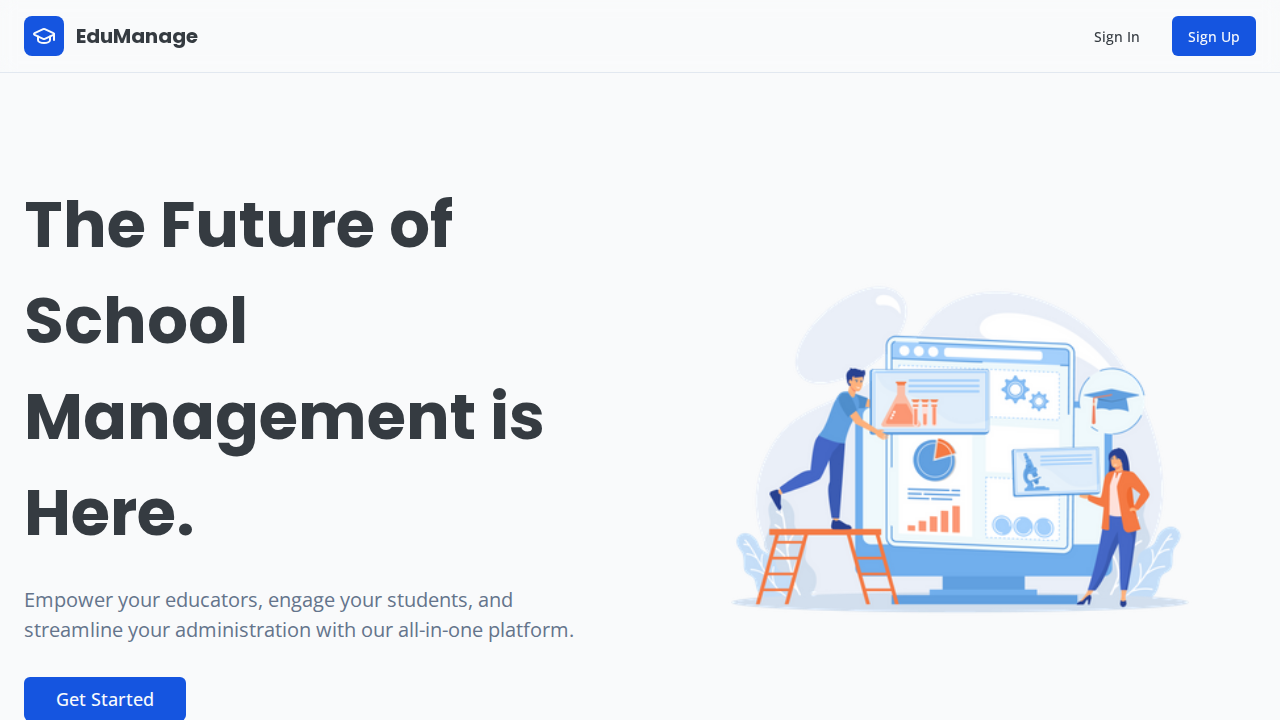 EduManage
Sign In
Sign Up
The Future of
School
Management is
Here.
Empower your educators, engage your students, and
streamline your administration with our all-in-one platform.
Get Started